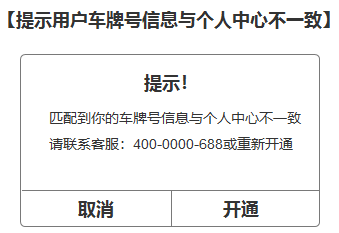 【提示用户车牌号信息与个人中心不一致】
提示！
匹配到你的车牌号信息与个人中心不一致
请联系客服：400-0000-688或重新开通
取消
开通